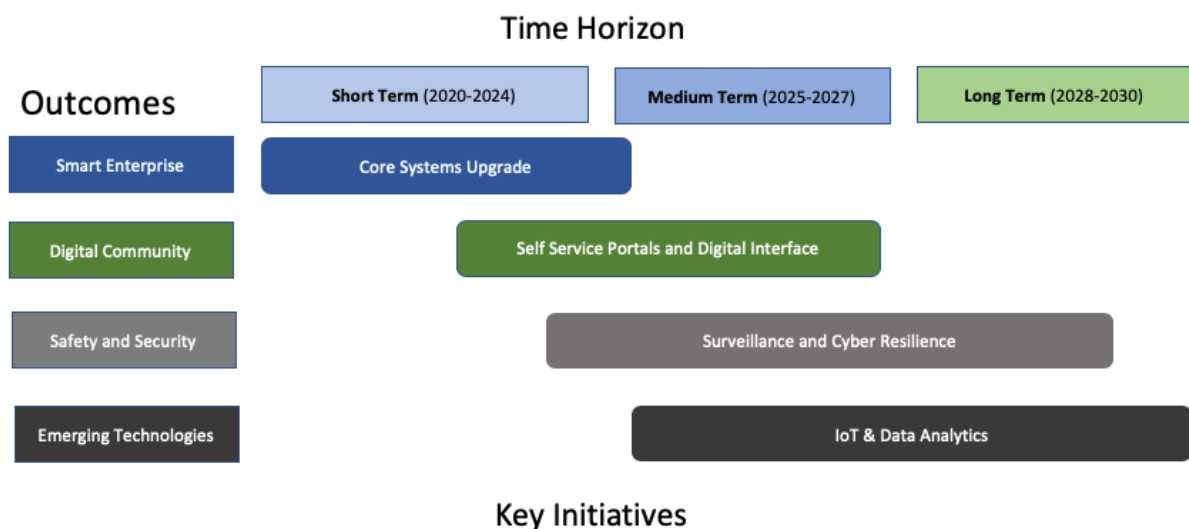 Time Horizon
Outcomes
Short Term (2020-2024)
Medium Term (2025-2027)
Long Term (2028-2030)
Smart Enterprise
Core Systems Upgrade
Digital Community
Self Service Portals and Digital Interface
Safety and Security
Surveillance and Cyber Resilience
Emerging Technologies
IoT & Data Analytics
Key Initiatives